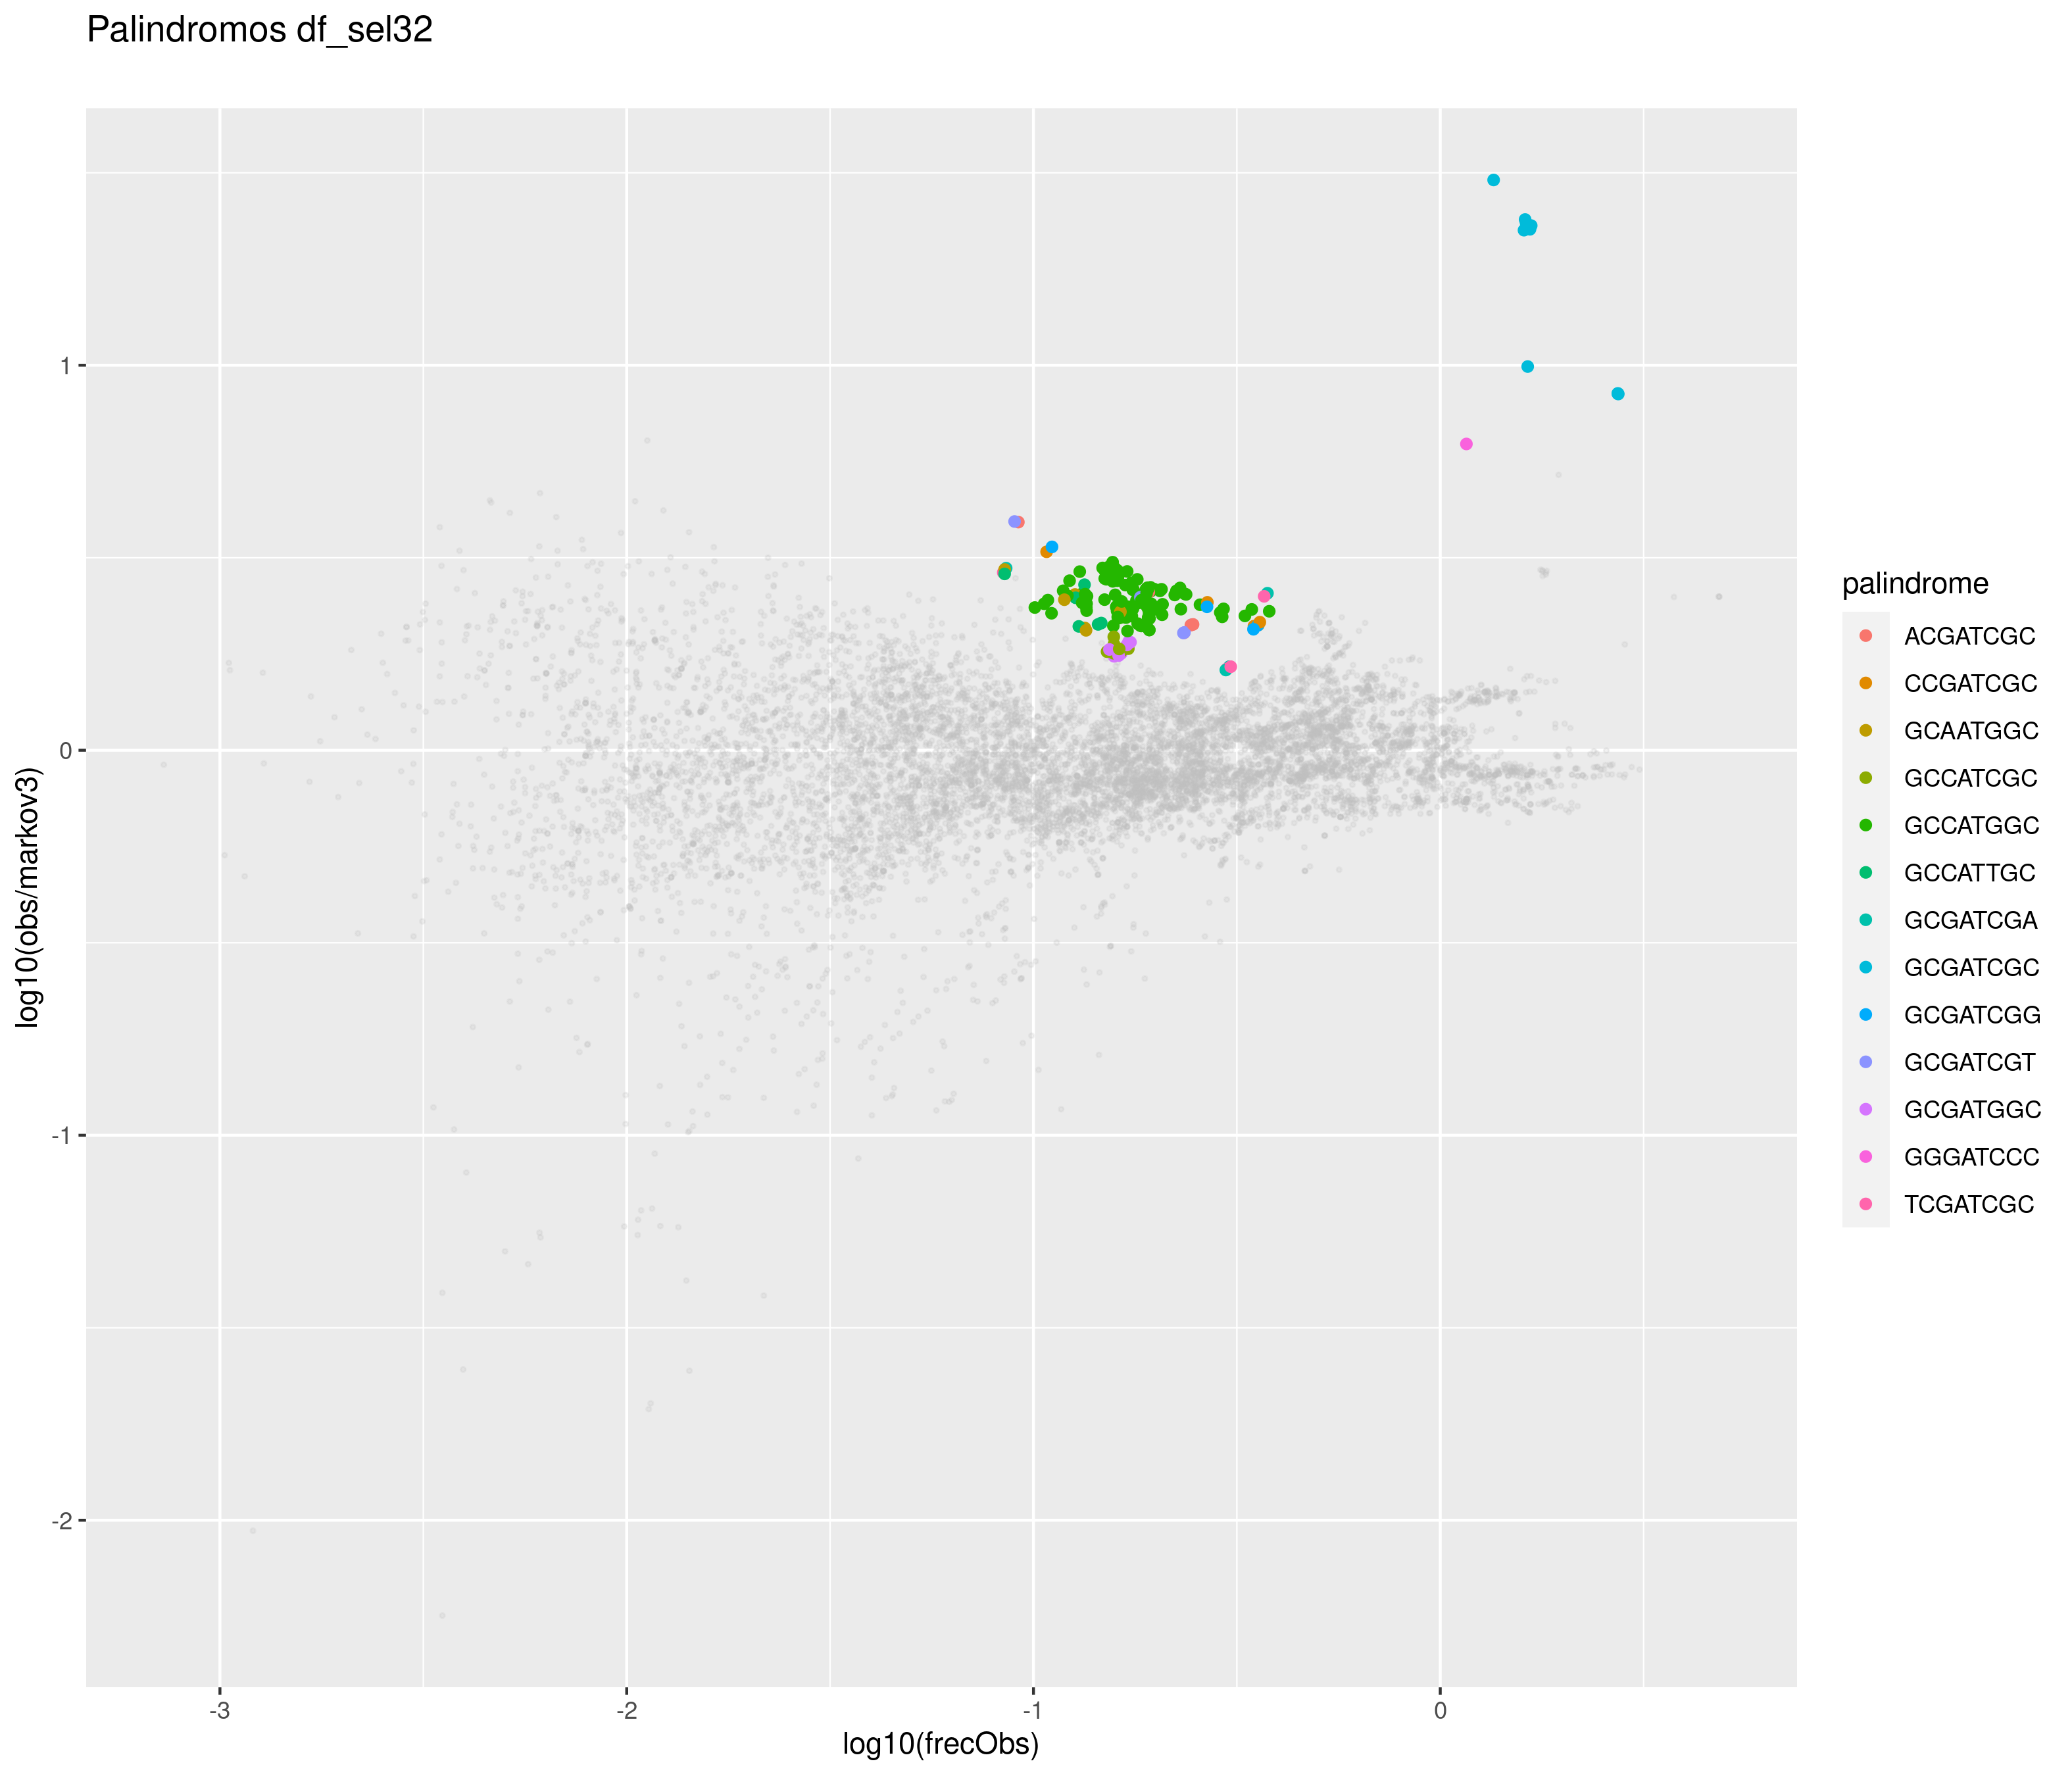 Palindromos df_sel32
log10(obs/markov3)
1
0
-1
-2
-3
-2
-1
0
log10(frecObs)
palindrome
ACGATCGC
CCGATCGC
GCAATGGC
GCCATCGC
GCCATGGC
GCCATTGC
GCGATCGA
GCGATCGC
GCGATCGG
GCGATCGT
GCGATGGC
GGGATCCC
TCGATCGC